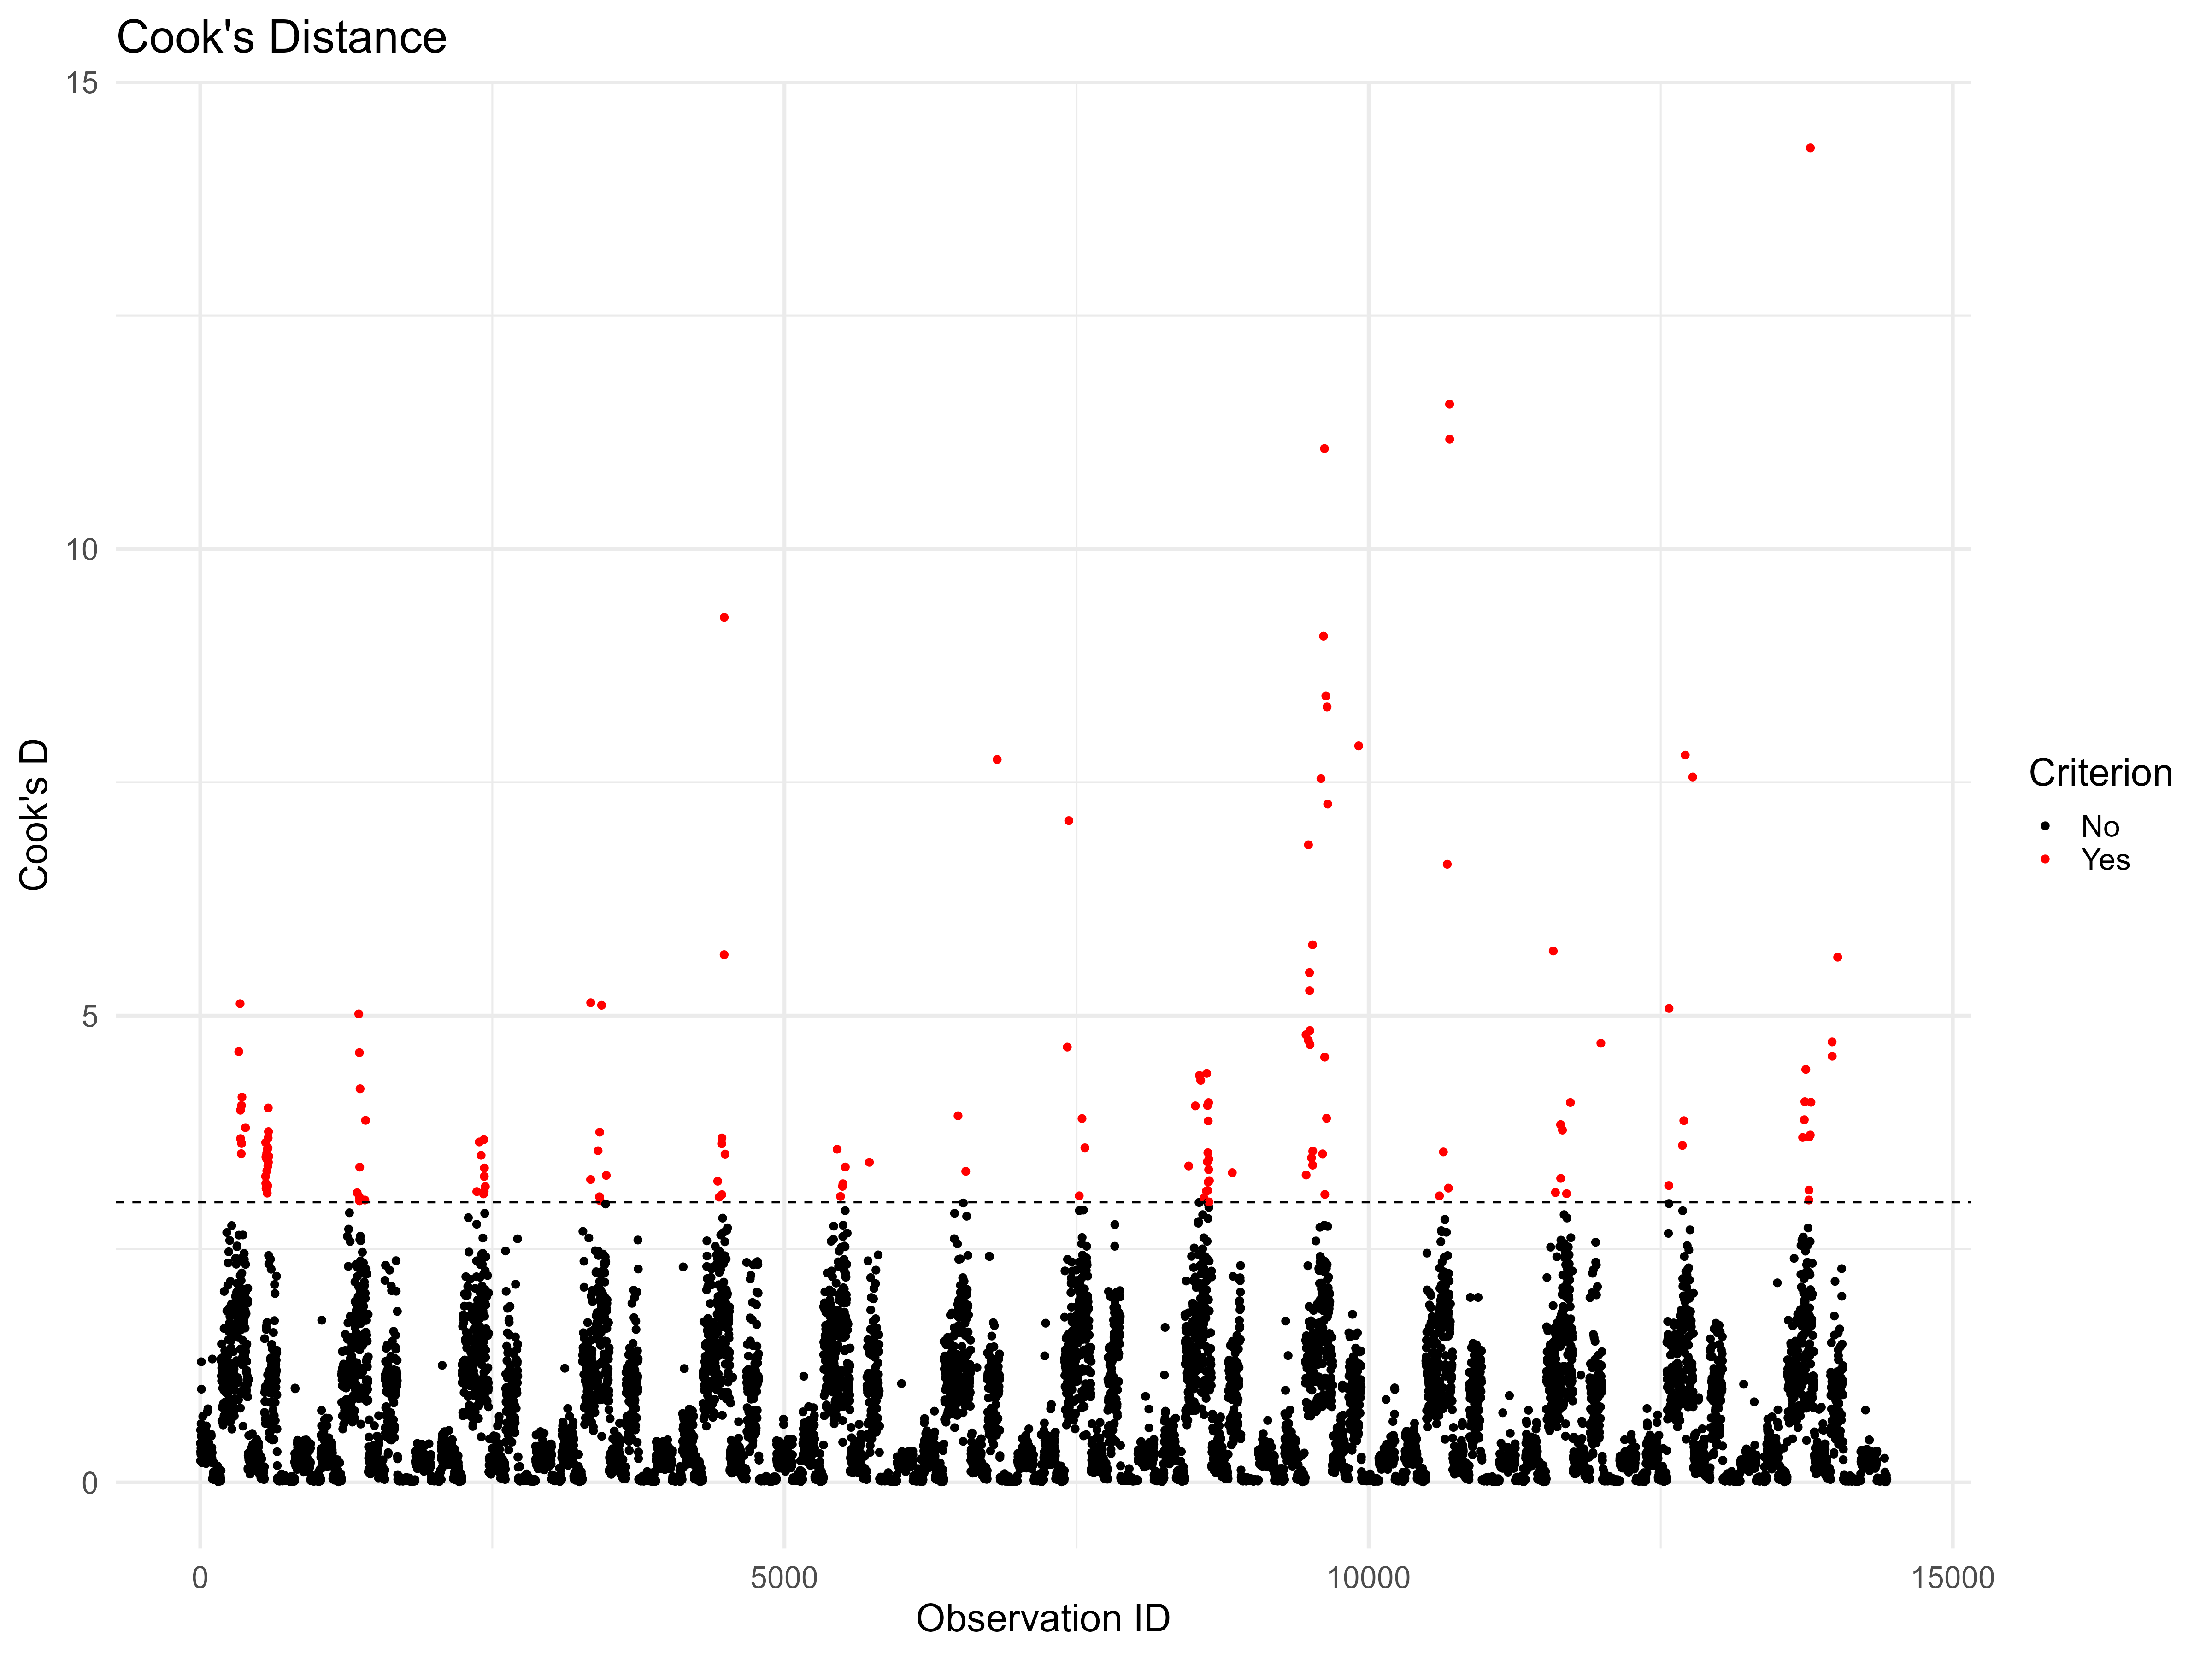 Cook's Distance
15
10
5
0
Cook's D
0
5000
10000
15000
Observation ID
Criterion
No
Yes